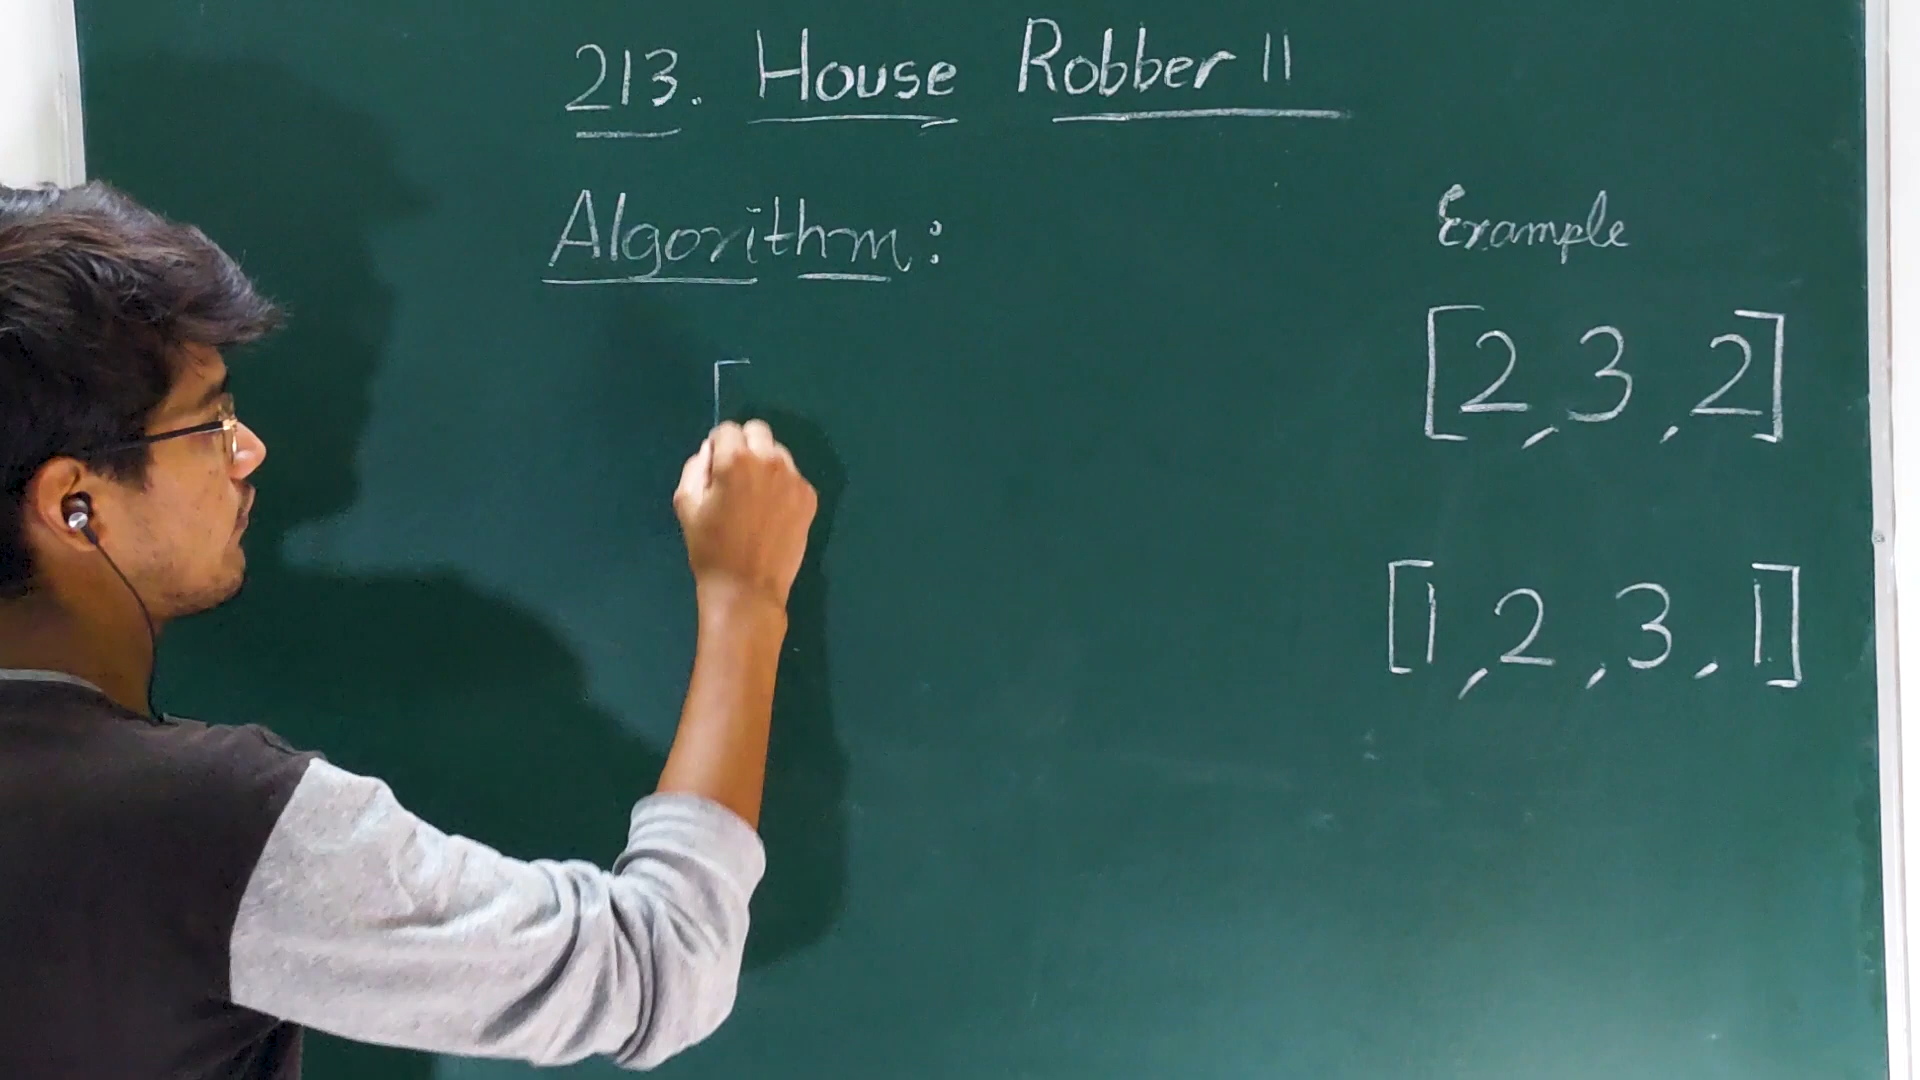 213. House Robber II
Algorithm:
Example
[2,3,2]
[1,2,3,1]